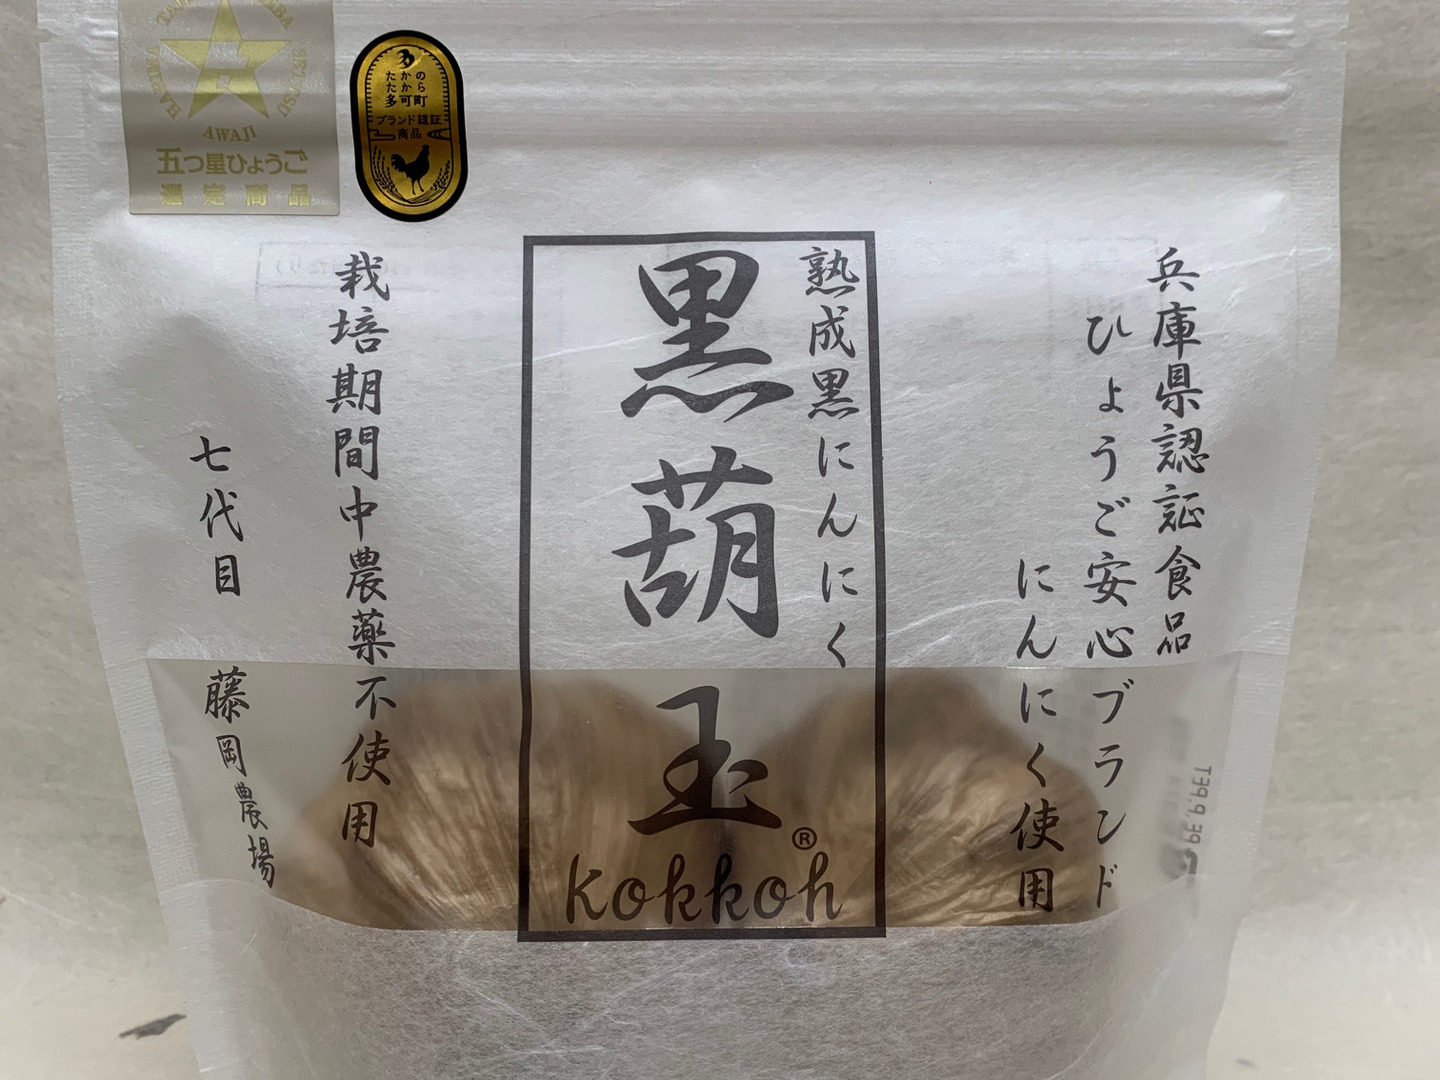 AWAJI
五つ星ひょうご
選定商品
たかの
たから
多可町
ブランド認証
商品
兵庫県認証食品
ひょうご安心ブランド
にんにく使用
熟成黒にんにく
黒葫玉®
kokkoh
栽培期間中農薬不使用
七代目 藤岡農場